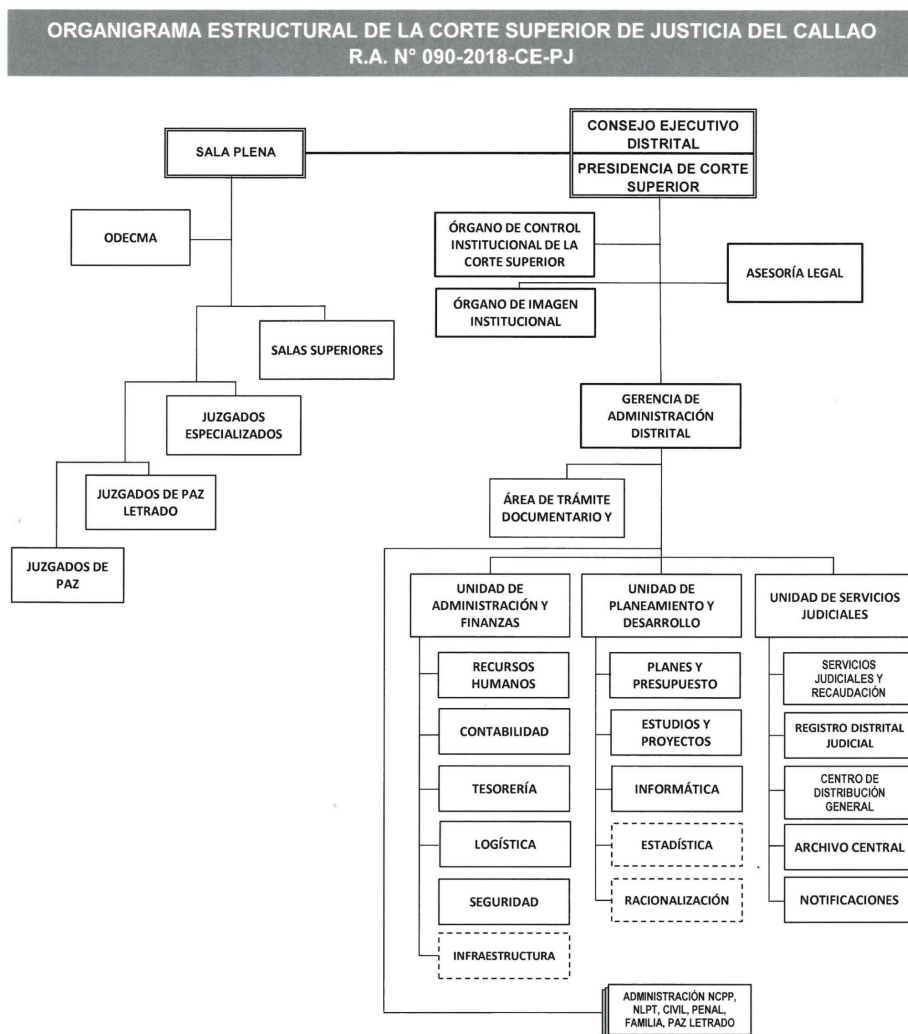 ORGANIGRAMA ESTRUCTURAL DE LA CORTE SUPERIOR DE JUSTICIA DEL CALLAO
R.A. N° 090-2018-CE-PJ
SALA PLENA
CONSEJO EJECUTIVO
DISTRITAL
PRESIDENCIA DE CORTE
SUPERIOR
ODECMA
ÓRGANO DE CONTROL
INSTITUCIONAL DE LA
CORTE SUPERIOR
ASESORÍA LEGAL
ÓRGANO DE IMAGEN
INSTITUCIONAL
SALAS SUPERIORES
JUZGADOS
ESPECIALIZADOS
JUZGADOS DE PAZ
LETRADO
JUZGADOS DE
PAZ
GERENCIA DE
ADMINISTRACIÓN
DISTRITAL
ÁREA DE TRÁMITE
DOCUMENTARIO Y
UNIDAD DE
ADMINISTRACIÓN Y
FINANZAS
RECURSOS
HUMANOS
CONTABILIDAD
TESORERÍA
LOGÍSTICA
SEGURIDAD
INFRAESTRUCTURA
UNIDAD DE
PLANEAMIENTO Y
DESARROLLO
PLANES Y
PRESUPUESTO
ESTUDIOS Y
PROYECTOS
INFORMÁTICA
ESTADÍSTICA
RACIONALIZACIÓN
UNIDAD DE SERVICIOS
JUDICIALES
SERVICIOS
JUDICIALES Y
RECAUDACIÓN
REGISTRO DISTRITAL
JUDICIAL
CENTRO DE
DISTRIBUCIÓN
GENERAL
ARCHIVO CENTRAL
NOTIFICACIONES
ADMINISTRACIÓN NCPP,
NLPT, CIVIL, PENAL,
FAMILIA, PAZ LETRADO